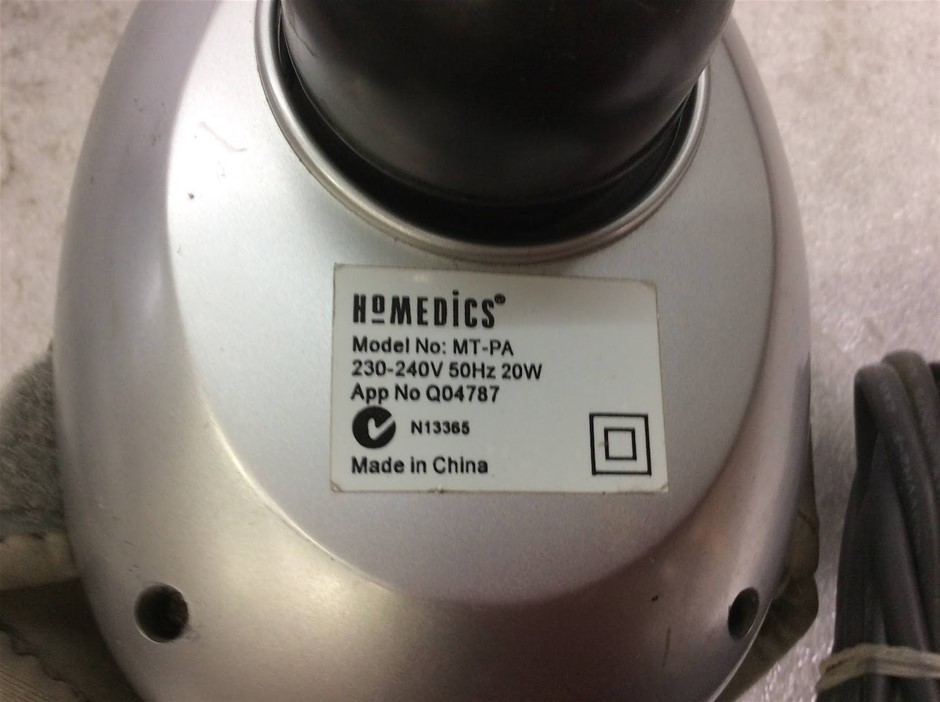 HoMEDiCS®
Model No: MT-PA
230-240V 50Hz 20W
App No Q04787
N13365
Made in China